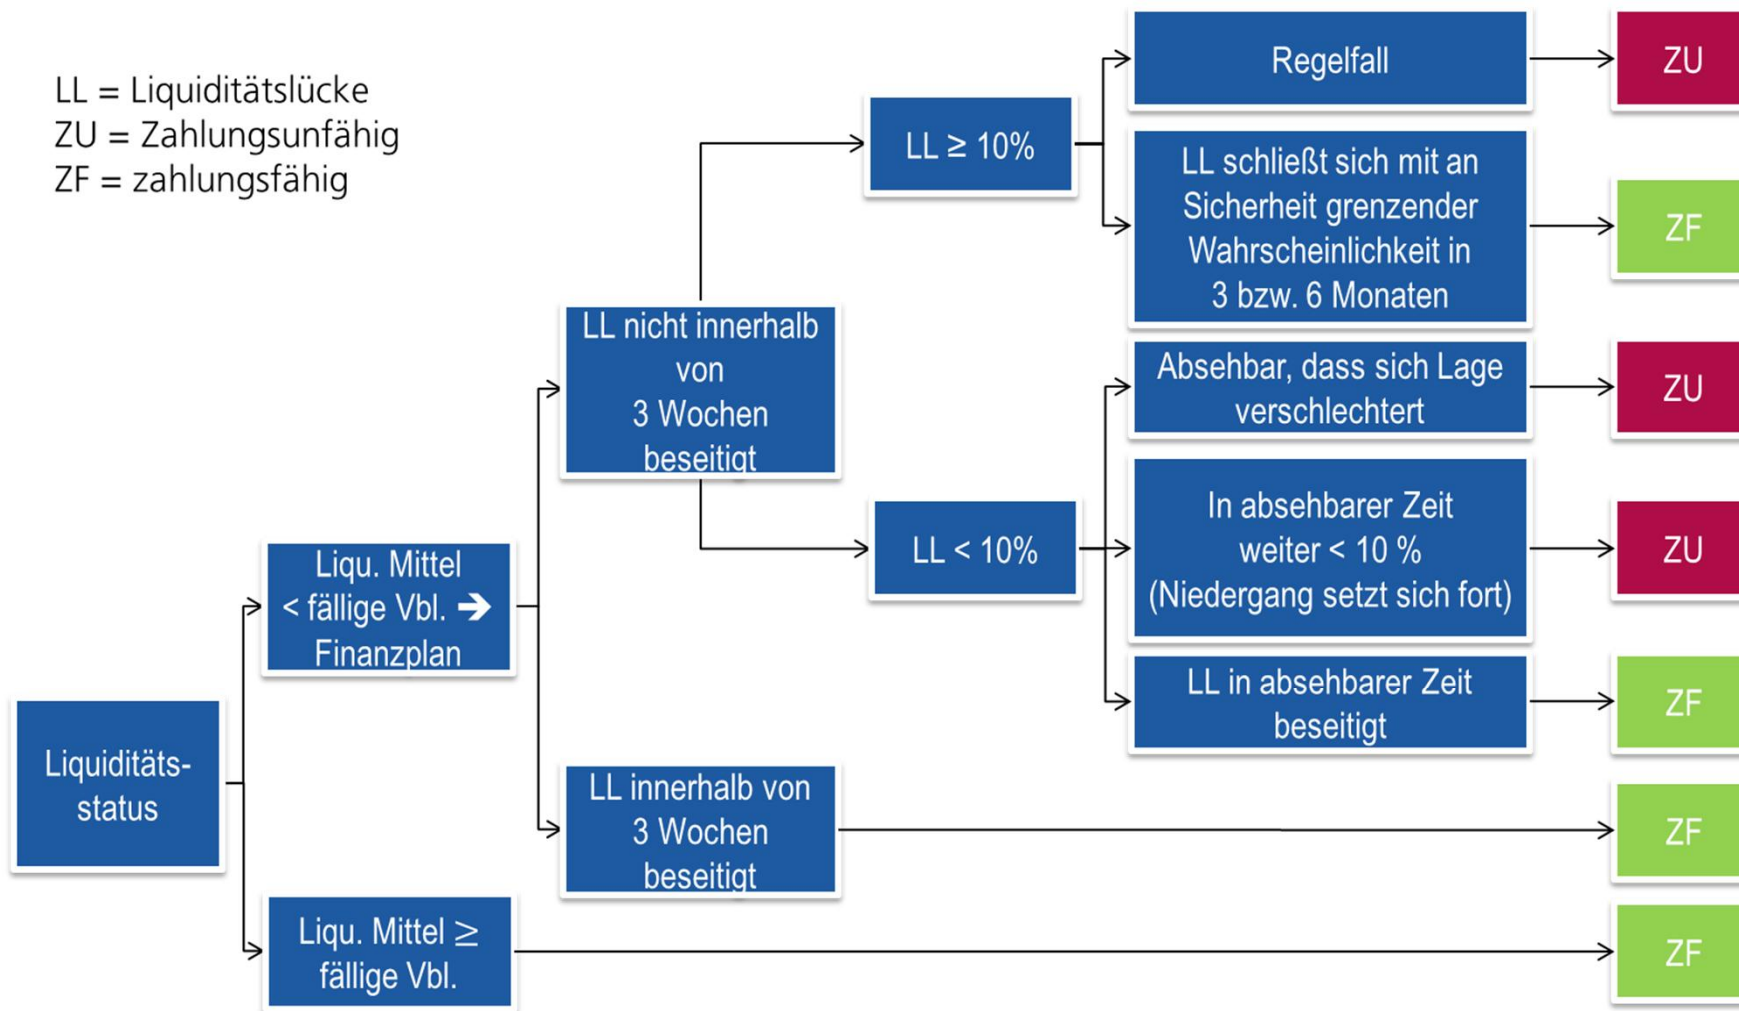 LL = Liquiditätslücke
ZU = Zahlungsunfähig
ZF = zahlungsfähig
Liquiditäts-
status
Liqu. Mittel
< fällige Vbl. ➔
Finanzplan
Liqu. Mittel ≥
fällige Vbl.
LL nicht innerhalb
von
3 Wochen
beseitigt
LL innerhalb von
3 Wochen
beseitigt
LL ≥ 10%
LL < 10%
Regelfall
ZU
LL schließt sich mit an
Sicherheit grenzender
Wahrscheinlichkeit in
3 bzw. 6 Monaten
ZF
Absehbar, dass sich Lage
verschlechtert
ZU
In absehbarer Zeit
weiter < 10 %
(Niedergang setzt sich fort)
ZU
LL in absehbarer Zeit
beseitigt
ZF
ZF
ZF